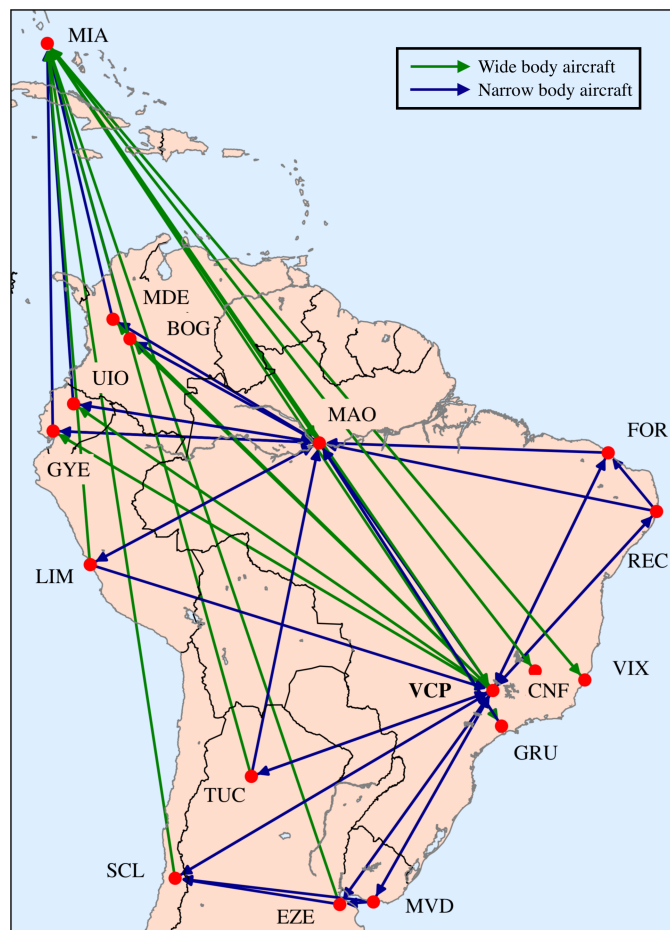 MIA
Wide body aircraft
Narrow body aircraft
MDE
BOG
UIO
MAO
FOR
GYE
REC
LIM
VIX
VCP
CNF
GRU
TUC
SCL
MVD
EZE